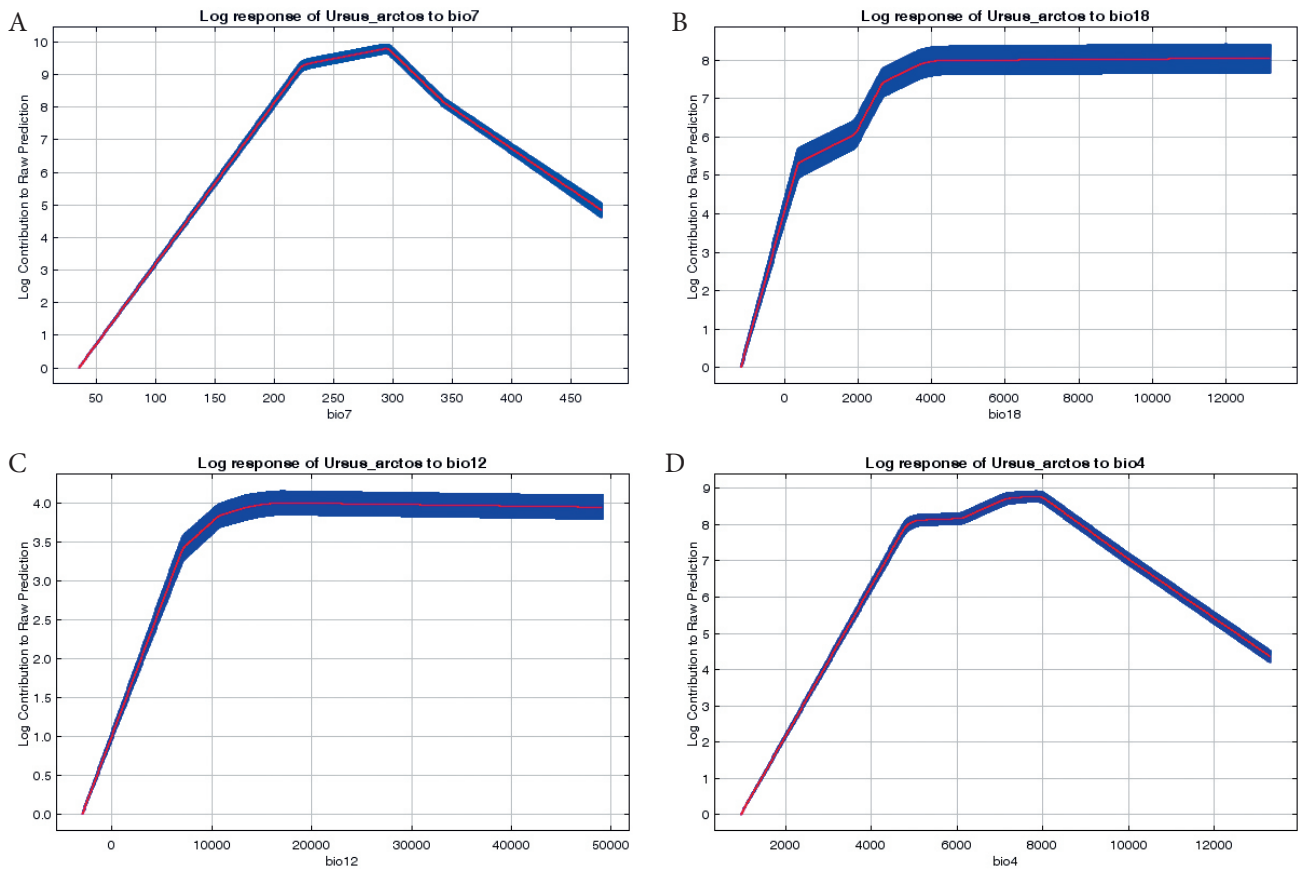 A
Log response of Ursus_arctos to bio7
Log Contribution to Raw Prediction
10
9
8
7
6
5
4
3
2
1
0
50 100 150 200 250 300 350 400 450
bio7
B
Log response of Ursus_arctos to bio18
Log Contribution to Raw Prediction
8
7
6
5
4
3
2
1
0
0 2000 4000 6000 8000 10000 12000
bio18
C
Log response of Ursus_arctos to bio12
Log Contribution to Raw Prediction
4.0
3.5
3.0
2.5
2.0
1.5
1.0
0.5
0.0
0 10000 20000 30000 40000 50000
bio12
D
Log response of Ursus_arctos to bio4
Log Contribution to Raw Prediction
9
8
7
6
5
4
3
2
1
0
2000 4000 6000 8000 10000 12000
bio4